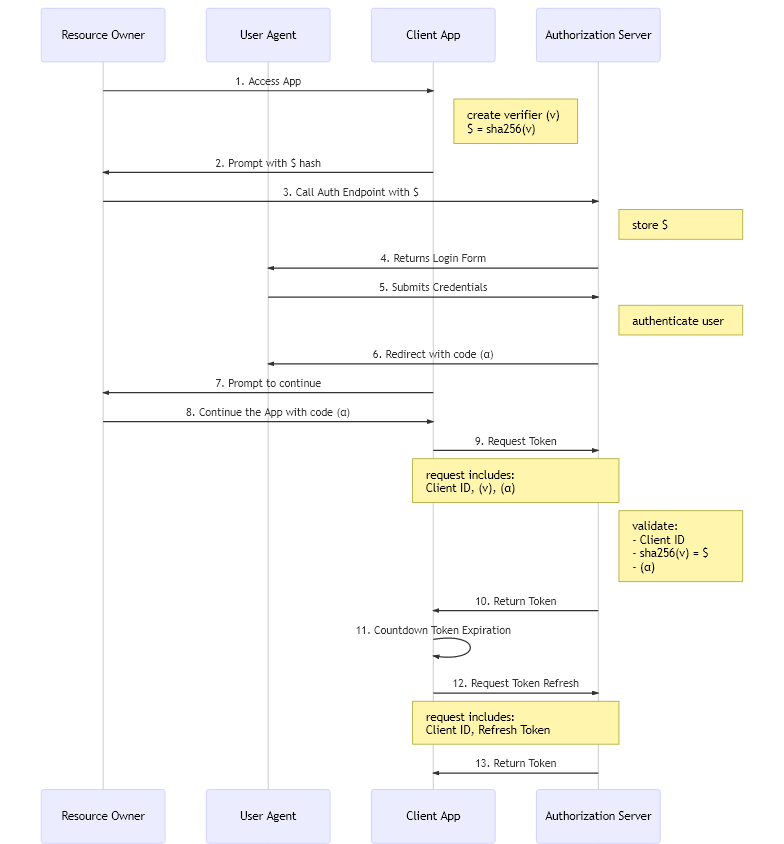 Resource Owner
User Agent
Client App
Authorization Server
1. Access App
create verifier (v)
$ = sha256(v)
2. Prompt with $ hash
3. Call Auth Endpoint with $
store $
4. Returns Login Form
5. Submits Credentials
authenticate user
6. Redirect with code (α)
7. Prompt to continue
8. Continue the App with code (α)
9. Request Token
request includes:
Client ID, (v), (α)
validate:
- Client ID
- sha256(v) = $
- (α)
10. Return Token
11. Countdown Token Expiration
12. Request Token Refresh
request includes:
Client ID, Refresh Token
13. Return Token
Resource Owner
User Agent
Client App
Authorization Server